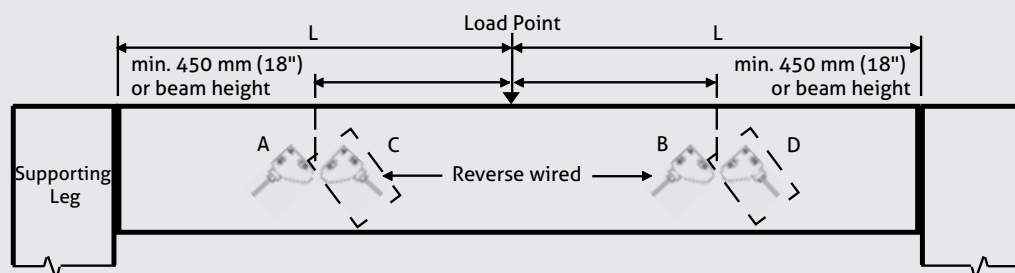 Load Point
L
L
min. 450 mm (18")
or beam height
min. 450 mm (18")
or beam height
A
C
B
D
Supporting
Leg
Reverse wired